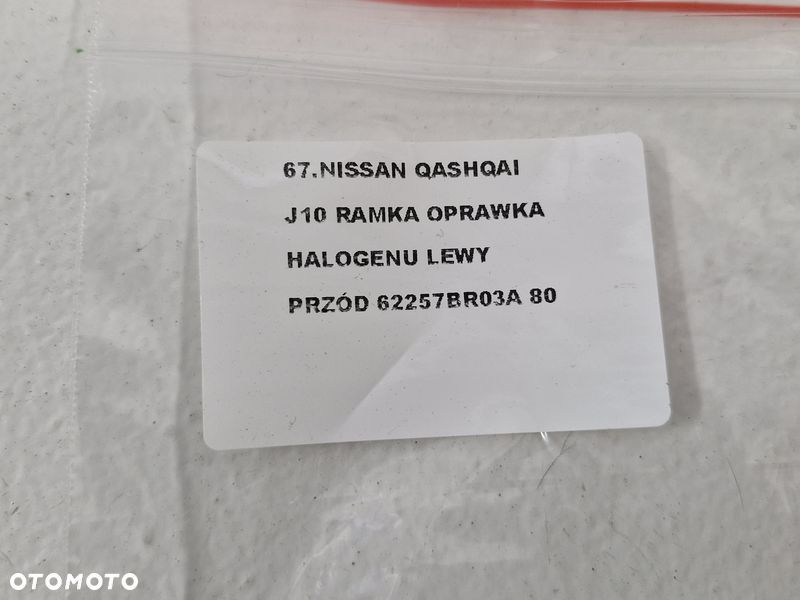 67.NISSAN QASHQAI
J10 RAMKA OPRAWKA
HALOGENU LEWY
PRZÓD 62257BR03A 80
OTOMOTO